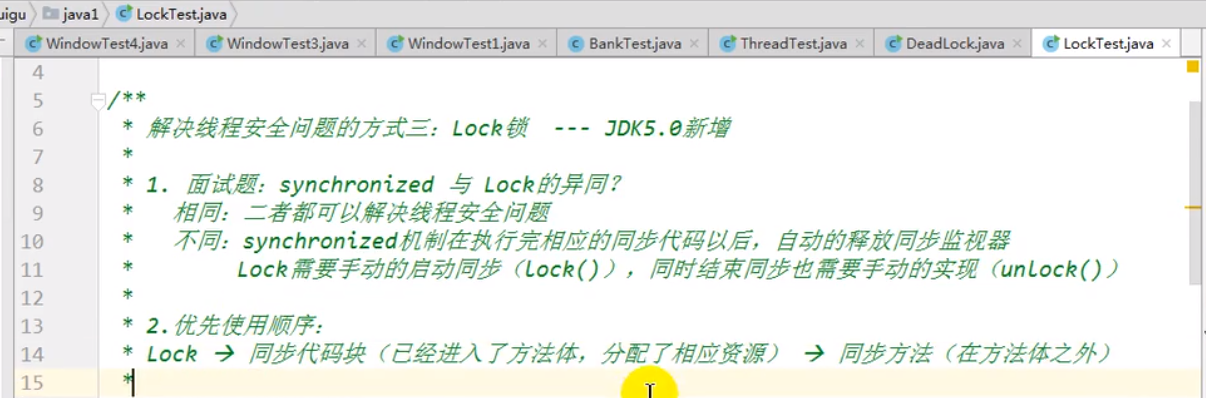 uigu java1 LockTest.java
WindowTest4.java WindowTest3.java WindowTest1.java BankTest.java ThreadTest.java DeadLock.java LockTest.java
4
5 /**
6 * 解决线程安全问题的方式三：Lock锁 --- JDK5.0新增
7 *
8 * 1. 面试题：synchronized 与 Lock的异同？
9 * 相同：二者都可以解决线程安全问题
10 * 不同：synchronized机制在执行完相应的同步代码以后，自动的释放同步监视器
11 * Lock需要手动的启动同步（lock()），同时结束同步也需要手动的实现（unlock()）
12 *
13 * 2.优先使用顺序：
14 * Lock → 同步代码块（已经进入了方法体，分配了相应资源） → 同步方法（在方法体之外）
15 *